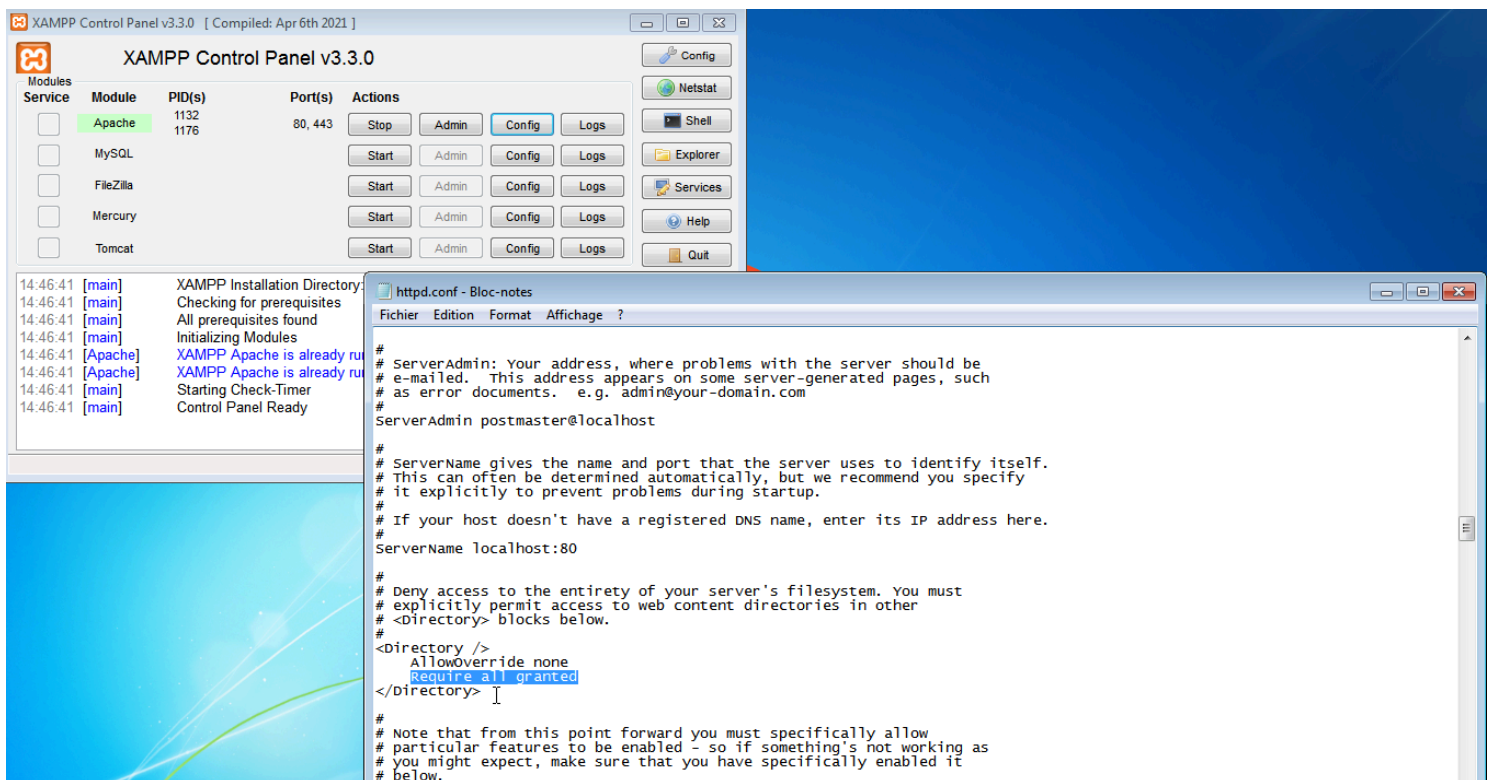 XAMPP Control Panel v3.3.0 [ Compiled: Apr 6th 2021 ]
XAMPP Control Panel v3.3.0
Config
Modules
Service Module PID(s) Port(s) Actions
Netstat
Apache 1132 1176 80, 443 Stop Admin Config Logs
Shell
MySQL Start Admin Config Logs
Explorer
FileZilla Start Admin Config Logs
Services
Mercury Start Admin Config Logs
Help
Tomcat Start Admin Config Logs
Quit
14:46:41 [main] XAMPP Installation Directory:
14:46:41 [main] Checking for prerequisites
14:46:41 [main] All prerequisites found
14:46:41 [main] Initializing Modules
14:46:41 [Apache] XAMPP Apache is already
14:46:41 [Apache] XAMPP Apache is already
14:46:41 [main] Starting Check-Timer
14:46:41 [main] Control Panel Ready
httpd.conf - Bloc-notes
Fichier Edition Format Affichage ?
#
# ServerAdmin: Your address, where problems with the server should be
# e-mailed. This address appears on some server-generated pages, such
# as error documents. e.g. admin@your-domain.com
#
ServerAdmin postmaster@localhost
#
# ServerName gives the name and port that the server uses to identify itself.
# This can often be determined automatically, but we recommend you specify
# it explicitly to prevent problems during startup.
#
# If your host doesn't have a registered DNS name, enter its IP address here.
#
ServerName localhost:80
#
# Deny access to the entirety of your server's filesystem. You must
# explicitly permit access to web content directories in other
# <Directory> blocks below.
#
<Directory />
AllowOverride none
Require all granted
</Directory>
#
# Note that from this point forward you must specifically allow
# particular features to be enabled - so if something's not working as
# you might expect, make sure that you have specifically enabled it
# below.